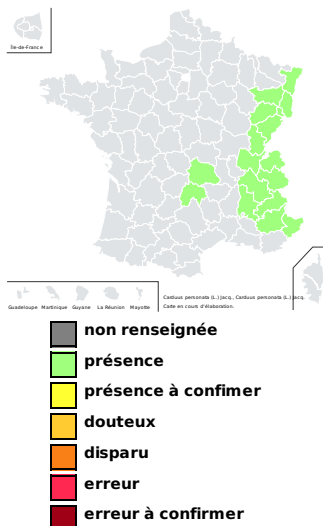 Île-de-France
Guadeloupe Martinique Guyane La Réunion Mayotte
Carduus personata (L.) Jacq., Carduus personata (L.) Jacq.
Carte en cours d'élaboration.
non renseignée
présence
présence à confimer
douteux
disparu
erreur
erreur à confirmer